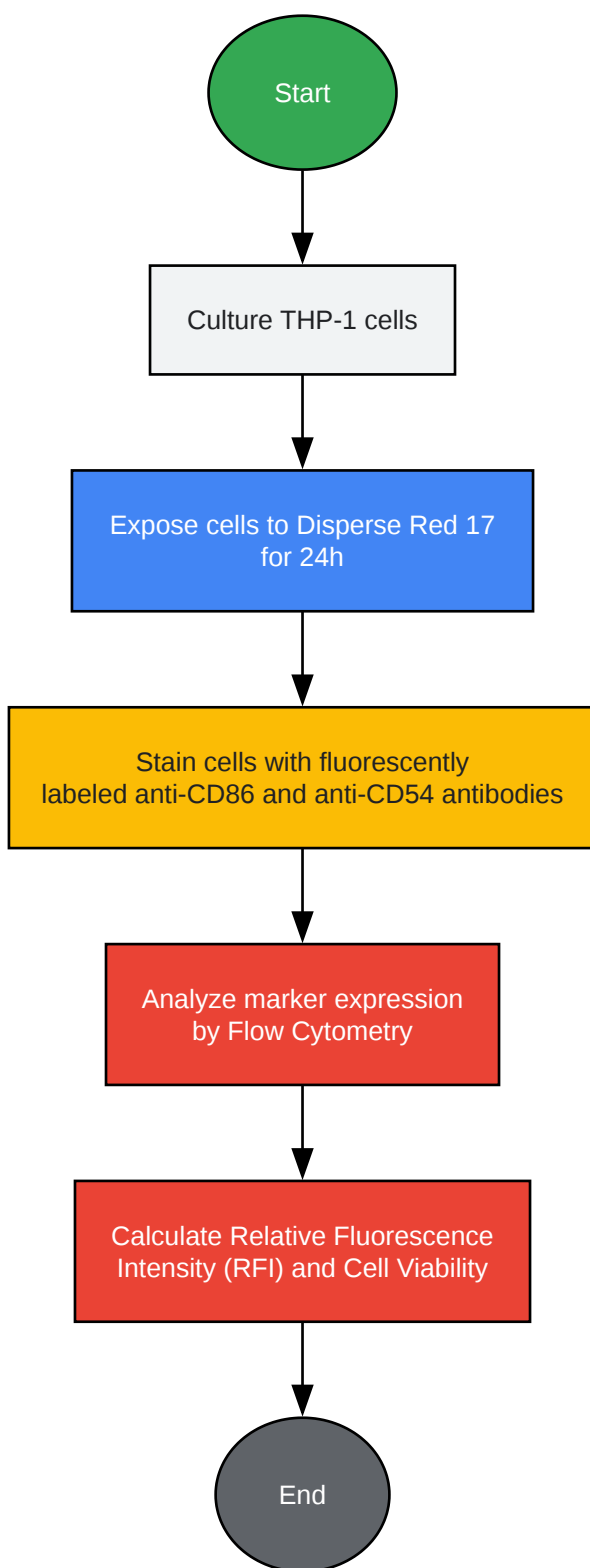 Start
Culture THP-1 cells
Expose cells to Disperse Red 17
for 24h
Stain cells with fluorescently
labeled anti-CD86 and anti-CD54 antibodies
Analyze marker expression
by Flow Cytometry
Calculate Relative Fluorescence
Intensity (RFI) and Cell Viability
End